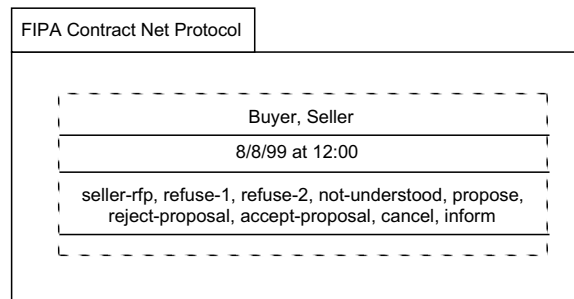 FIPA Contract Net Protocol
Buyer, Seller
8/8/99 at 12:00
seller-rfp, refuse-1, refuse-2, not-understood, propose,
reject-proposal, accept-proposal, cancel, inform